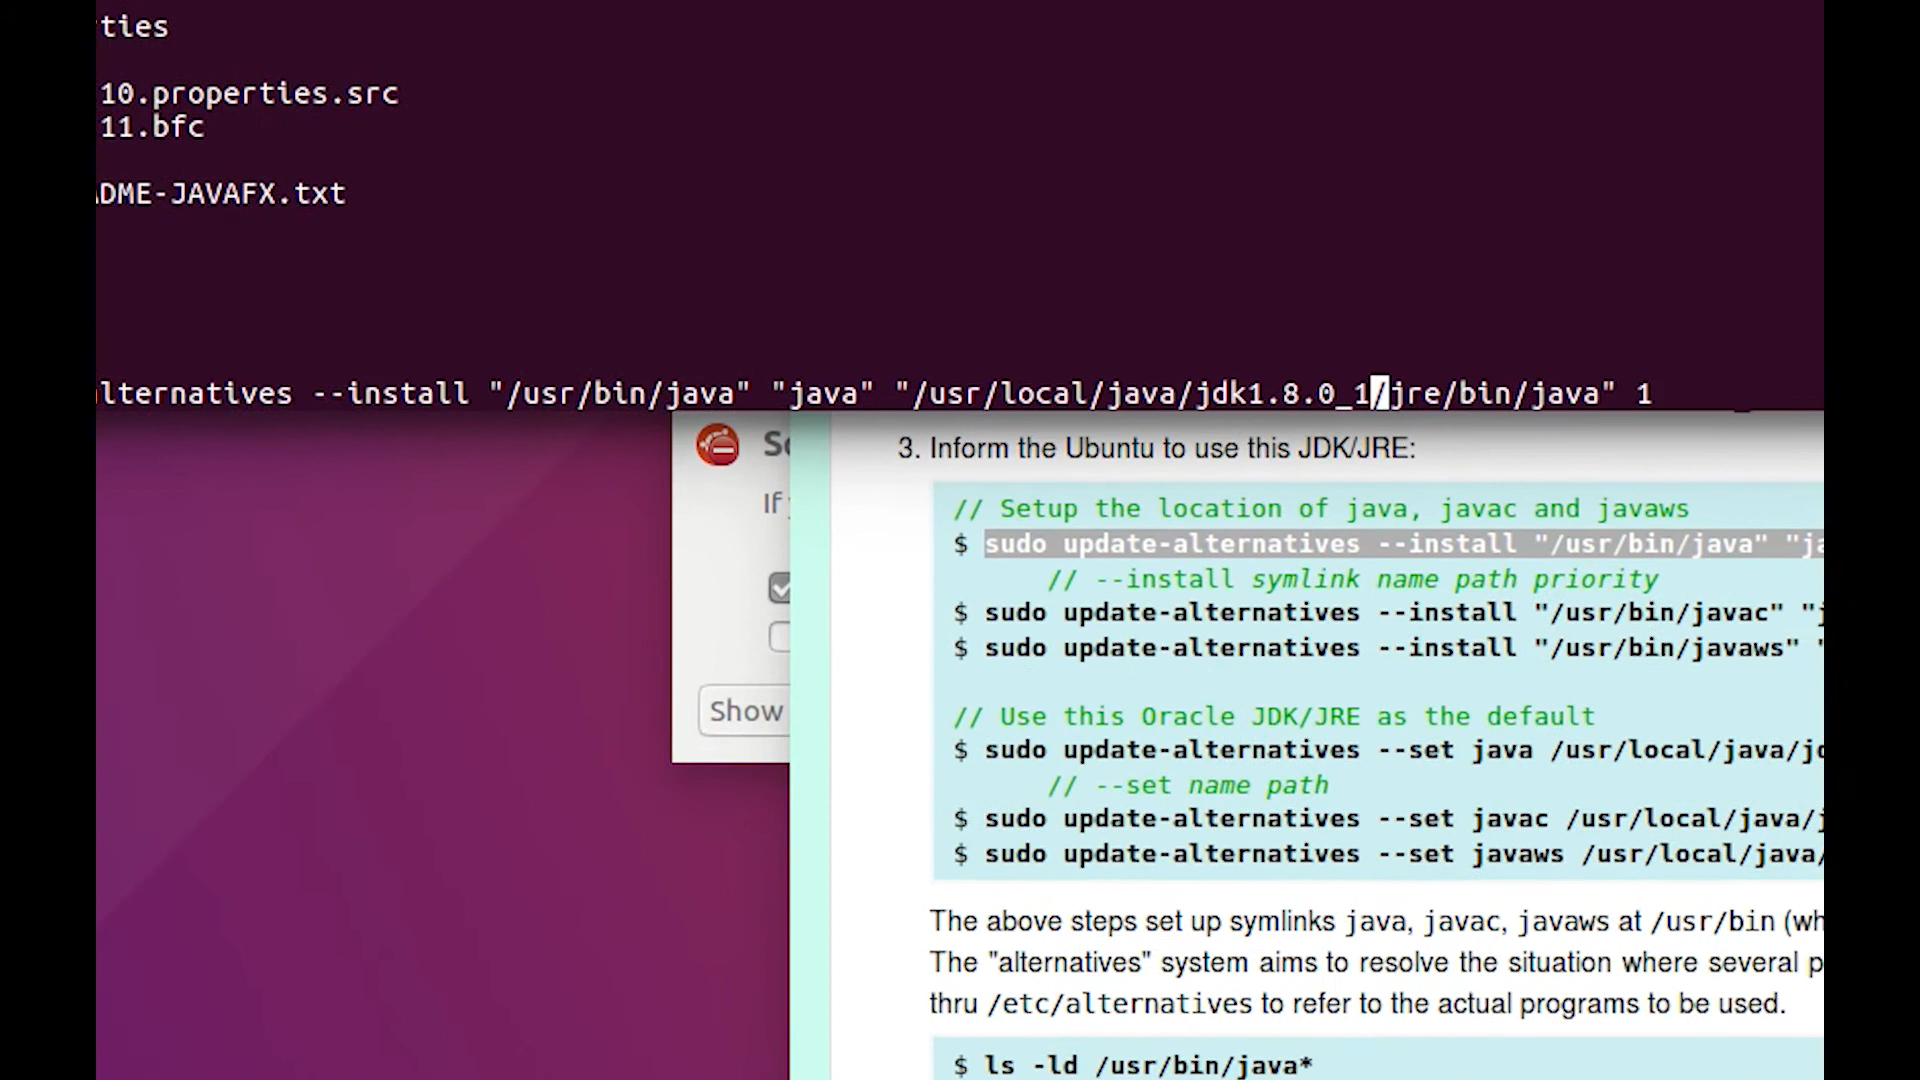 ties
10.properties.src
11.bfc
DME-JAVAFX.txt
lternatives --install "/usr/bin/java" "java" "/usr/local/java/jdk1.8.0_1/jre/bin/java" 1
If
Show
3. Inform the Ubuntu to use this JDK/JRE:
// Setup the location of java, javac and javaws
$ sudo update-alternatives --install "/usr/bin/java" "ja
// --install symlink name path priority
$ sudo update-alternatives --install "/usr/bin/javac" "j
$ sudo update-alternatives --install "/usr/bin/javaws" "
// Use this Oracle JDK/JRE as the default
$ sudo update-alternatives --set java /usr/local/java/jd
// --set name path
$ sudo update-alternatives --set javac /usr/local/java/j
$ sudo update-alternatives --set javaws /usr/local/java/
The above steps set up symlinks java, javac, javaws at /usr/bin (wh
The "alternatives" system aims to resolve the situation where several p
thru /etc/alternatives to refer to the actual programs to be used.
$ ls -ld /usr/bin/java*